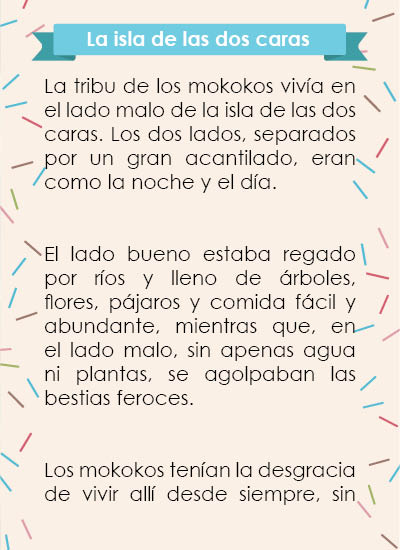 La isla de las dos caras
La tribu de los mokokos vivía en
el lado malo de la isla de las dos
caras. Los dos lados, separados
por un gran acantilado, eran
como la noche y el día.
El lado bueno estaba regado
por ríos y lleno de árboles,
flores, pájaros y comida fácil y
abundante, mientras que, en
el lado malo, sin apenas agua
ni plantas, se agolpaban las
bestias feroces.
Los mokokos tenían la desgracia
de vivir allí desde siempre, sin